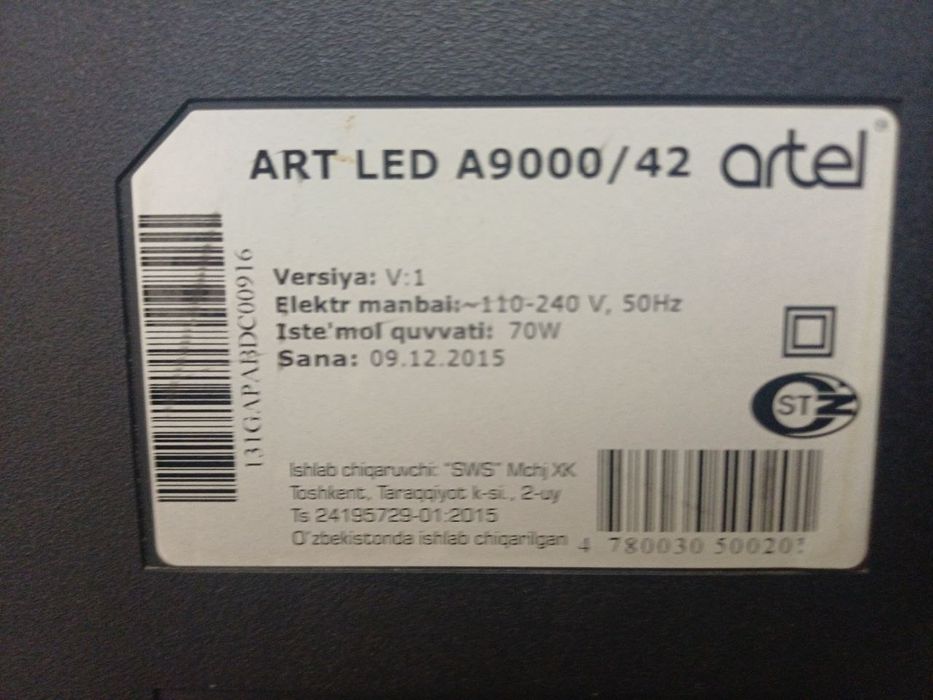 ART LED A9000/42 artel
131GAPABDC00916
Versiya: V:1
Elektr manbai:~110-240 V, 50Hz
Iste'mol quvvati: 70W
Sana: 09.12.2015
ST
Ishlab chiqaruvchi: "SWS" Mchj XK
Toshkent, Taraqqiyot k-si., 2-uy
Ts 24195729-01:2015
O'zbekistonda ishlab chiqarilgan
4 780030